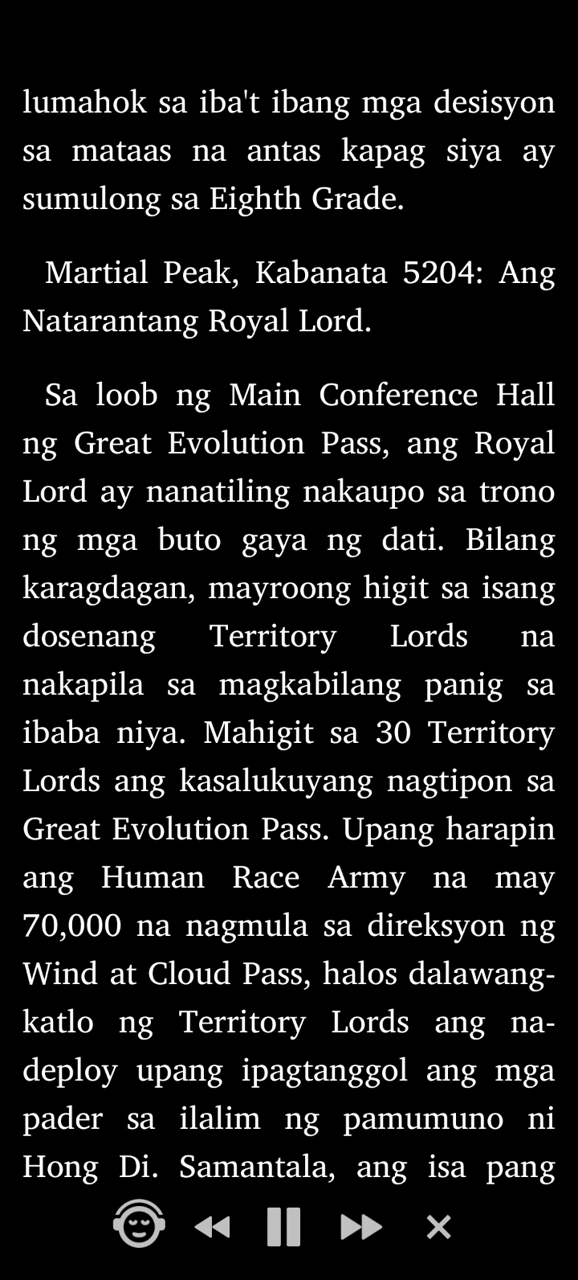 lumahok sa iba't ibang mga desisyon
sa mataas na antas kapag siya ay
sumulong sa Eighth Grade.
Martial Peak, Kabanata 5204: Ang
Natarantang Royal Lord.
Sa loob ng Main Conference Hall
ng Great Evolution Pass, ang Royal
Lord ay nanatiling nakaupo sa trono
ng mga buto gaya ng dati. Bilang
karagdagan, mayroong higit sa isang
dosenang Territory Lords na
nakapila sa magkabilang panig sa
ibaba niya. Mahigit sa 30 Territory
Lords ang kasalukuyang nagtipon sa
Great Evolution Pass. Upang harapin
ang Human Race Army na may
70,000 na nagmula sa direksyon ng
Wind at Cloud Pass, halos dalawang-
katlo ng Territory Lords ang na-
deploy upang ipagtanggol ang mga
pader sa ilalim ng pamumuno ni
Hong Di. Samantala, ang isa pang